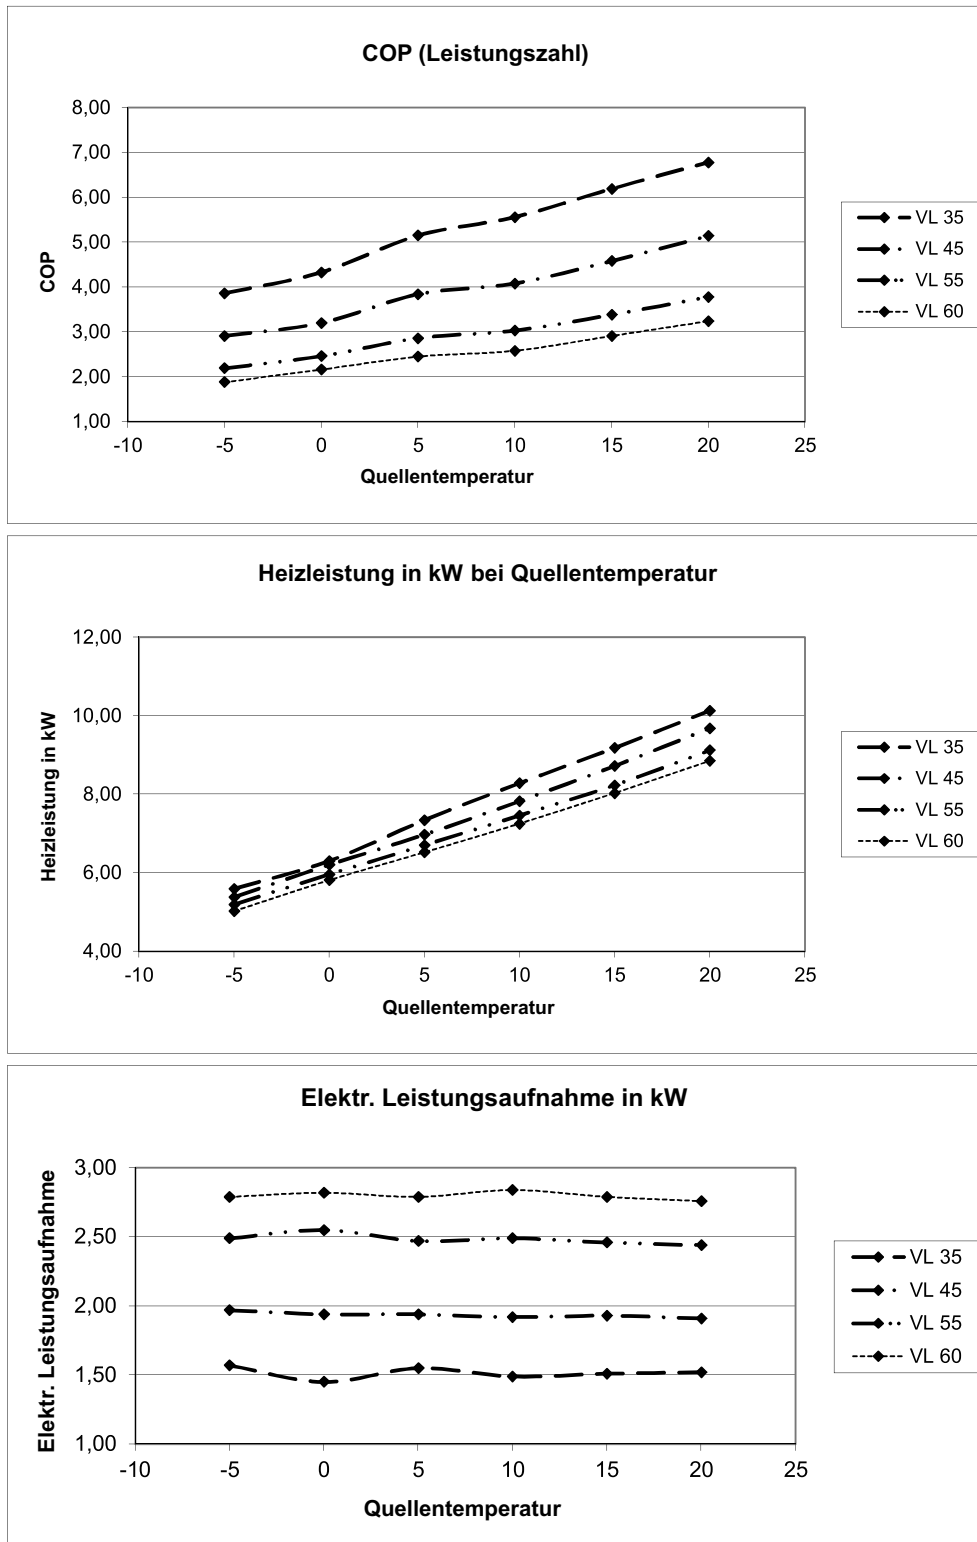 COP (Leistungszahl)
8,00
7,00
6,00
5,00
4,00
3,00
2,00
1,00
COP
-10 -5 0 5 10 15 20 25
Quellentemperatur
VL 35
VL 45
VL 55
VL 60
Heizleistung in kW bei Quellentemperatur
12,00
10,00
8,00
6,00
4,00
Heizleistung in kW
-10 -5 0 5 10 15 20 25
Quellentemperatur
VL 35
VL 45
VL 55
VL 60
Elektr. Leistungsaufnahme in kW
3,00
2,50
2,00
1,50
1,00
Elektr. Leistungsaufnahme
-10 -5 0 5 10 15 20 25
Quellentemperatur
VL 35
VL 45
VL 55
VL 60